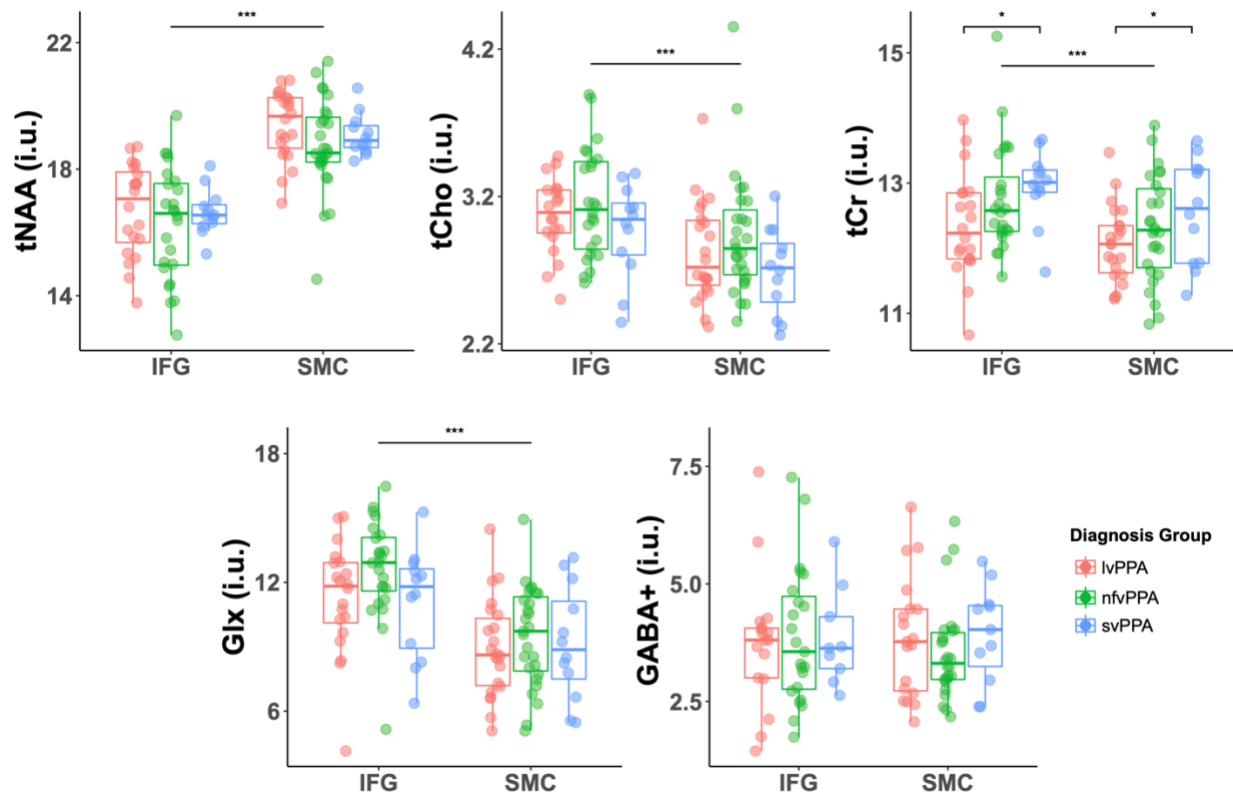 ***
22
18
14
tNAA (i.u.)
IFG SMC
***
4.2
3.2
2.2
tCho (i.u.)
IFG SMC
* *
***
15
13
11
tCr (i.u.)
IFG SMC
***
18
12
6
Glx (i.u.)
IFG SMC
7.5
5.0
2.5
GABA+ (i.u.)
IFG SMC
Diagnosis Group
lvPPA
nfvPPA
svPPA